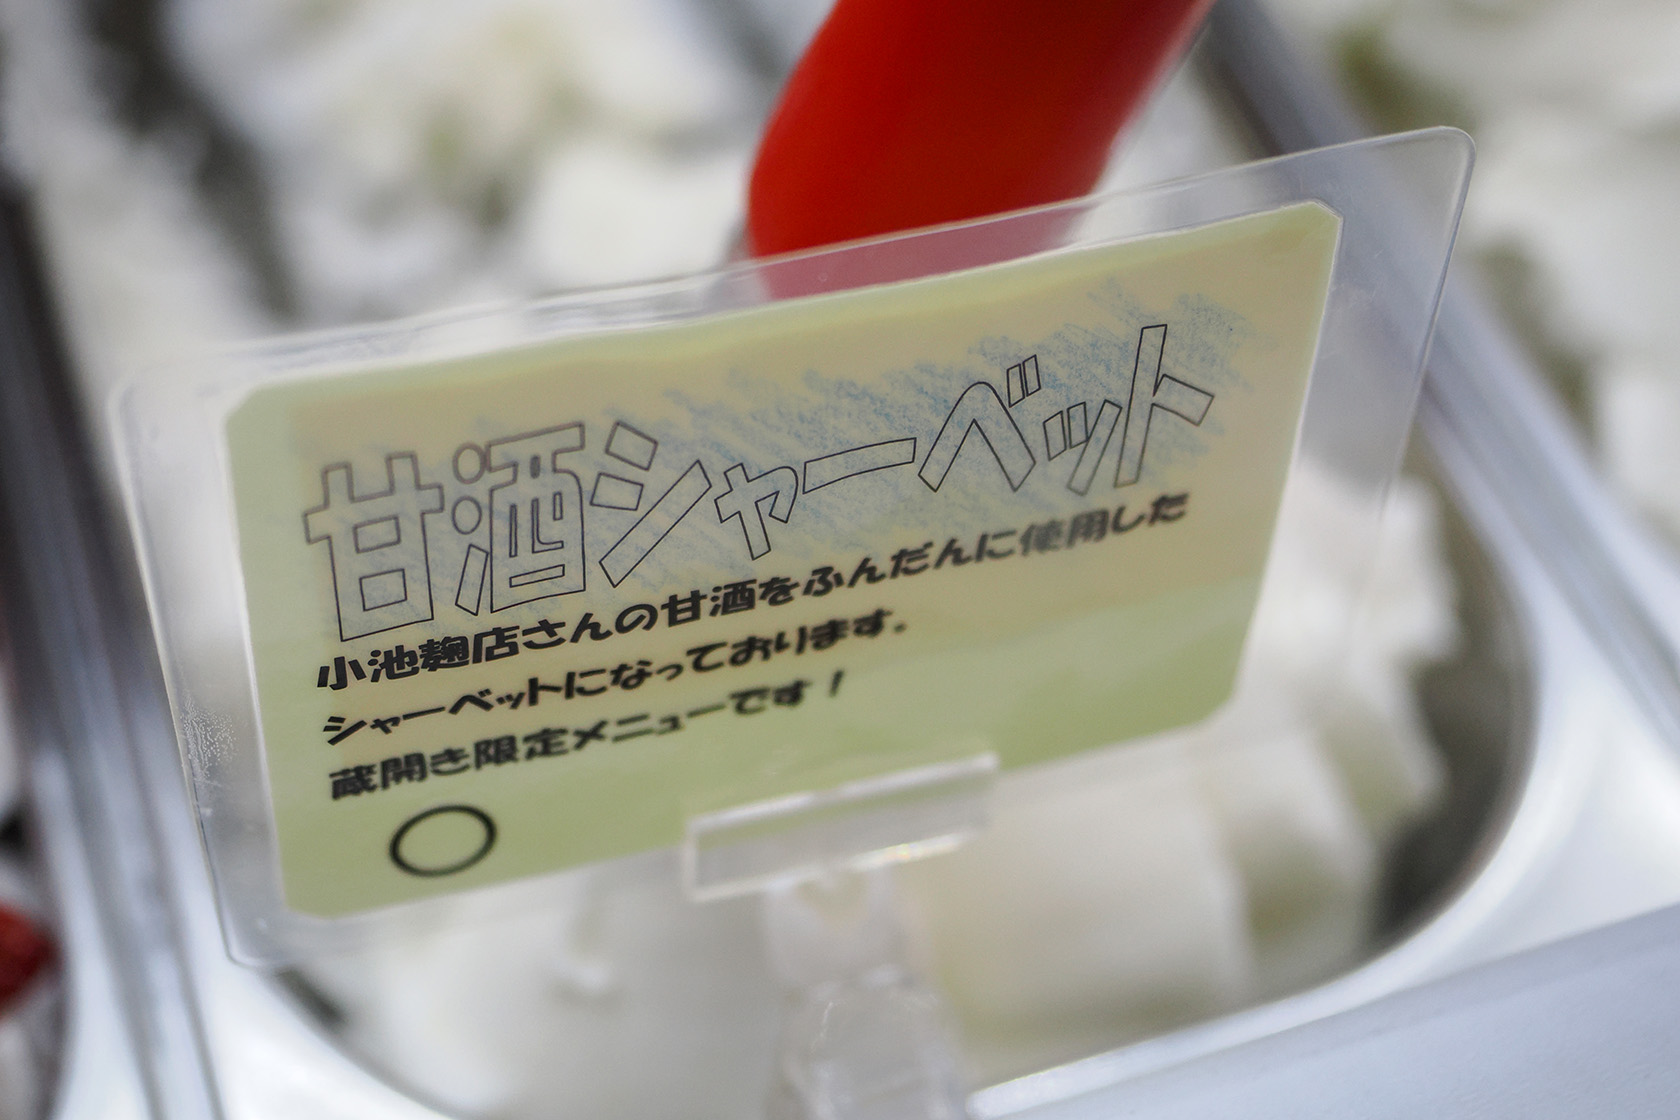 甘酒シャーベット
小池麹店さんの甘酒をふんだんに使用した
シャーベットになっております。
蔵開き限定メニューです！